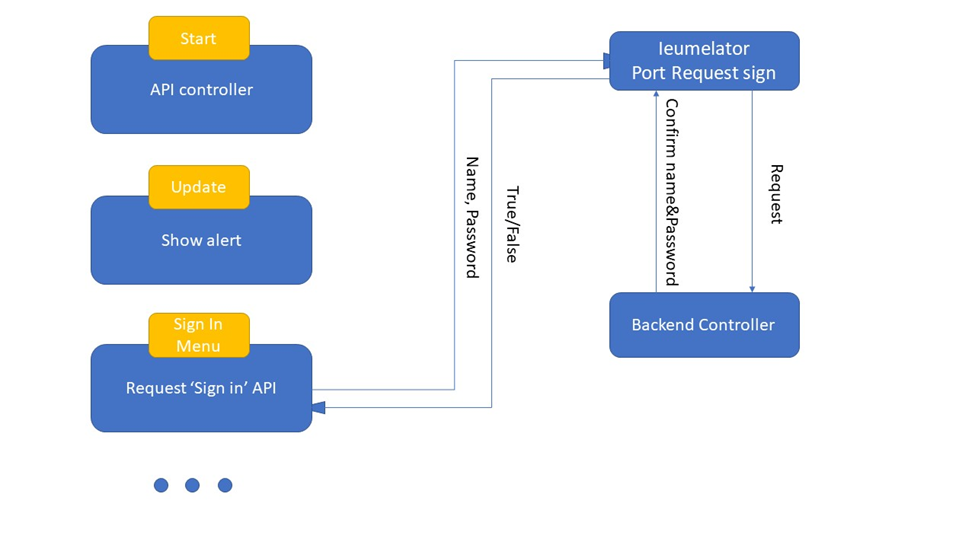 Start
API controller
Update
Show alert
Sign In
Menu
Request ‘Sign in’ API
Name, Password
True/False
Ieumelator
Port Request sign
Confirm name&Password
Request
Backend Controller